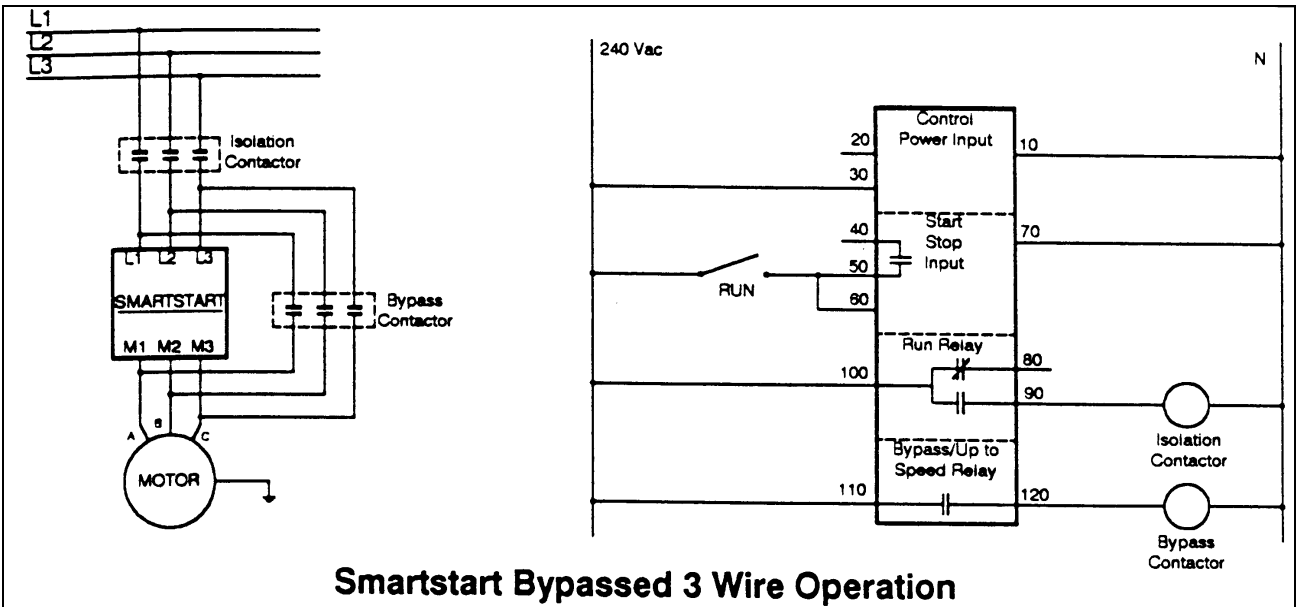 L1
L2
L3
Isolation
Contactor
L1 L2 L3
SMARTSTART
M1 M2 M3
Bypass
Contactor
A B C
MOTOR
240 Vac
N
Control
Power Input
20
10
30
Start
Stop
Input
40
70
50
RUN
60
Run Relay
80
100
90
Isolation
Contactor
Bypass/Up to
Speed Relay
110
120
Bypass
Contactor
Smartstart Bypassed 3 Wire Operation